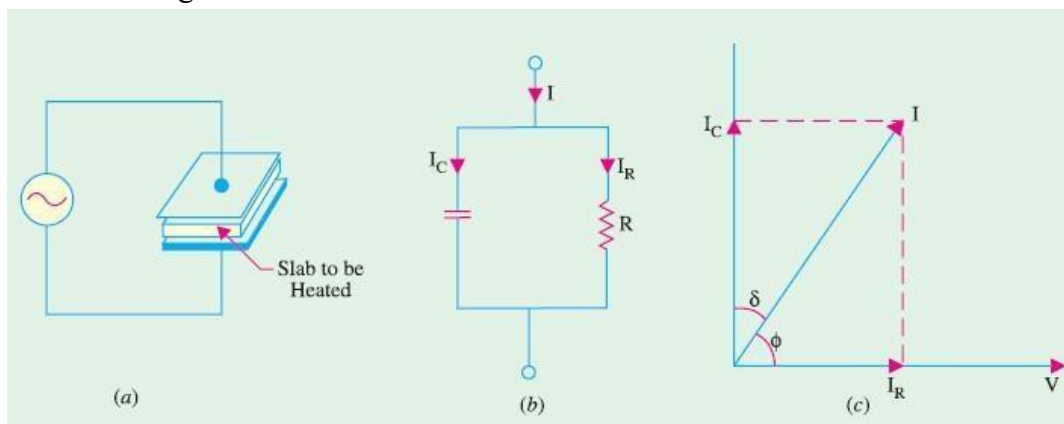 I
I_C
I_R
R
Slab to be
Heated
I_C
I
δ
ϕ
I_R
V
(a)
(b)
(c)